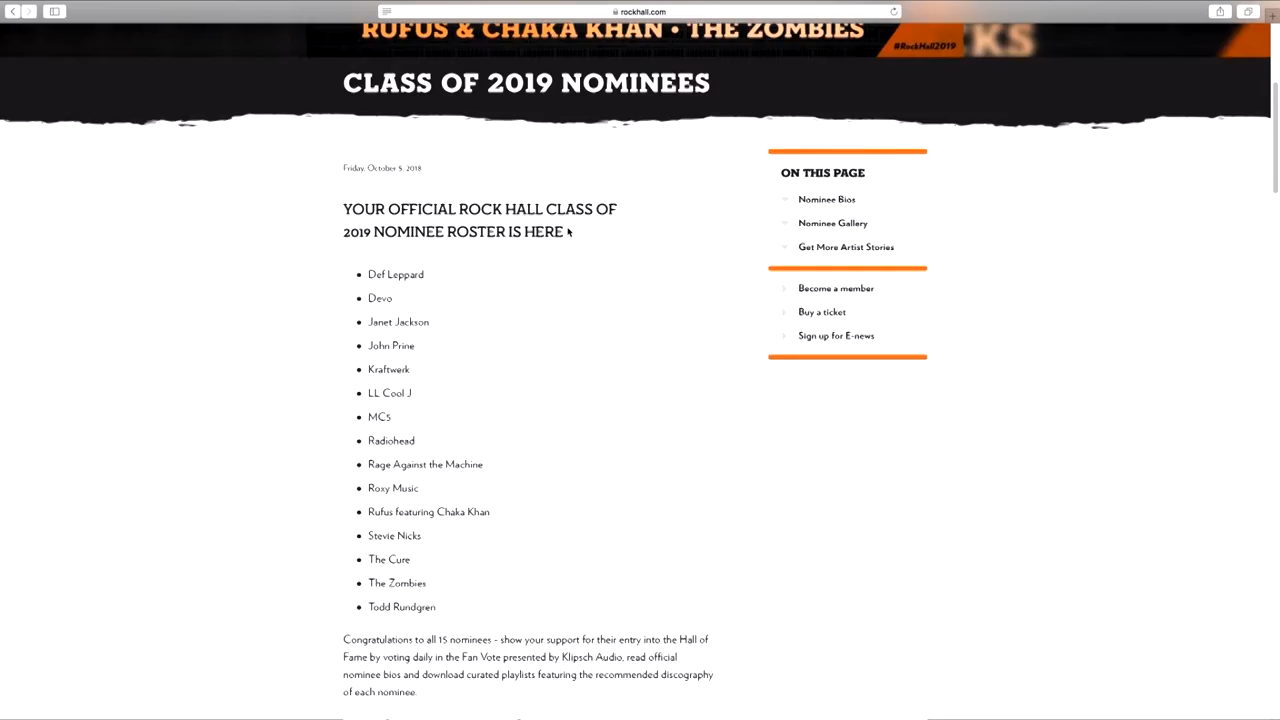 rockhall.com
RUFUS & CHAKA KHAN • THE ZOMBIES
#RockHall2019
CKS
CLASS OF 2019 NOMINEES
Friday, October 5, 2018
YOUR OFFICIAL ROCK HALL CLASS OF
2019 NOMINEE ROSTER IS HERE
• Def Leppard
• Devo
• Janet Jackson
• John Prine
• Kraftwerk
• LL Cool J
• MC5
• Radiohead
• Rage Against the Machine
• Roxy Music
• Rufus featuring Chaka Khan
• Stevie Nicks
• The Cure
• The Zombies
• Todd Rundgren
Congratulations to all 15 nominees - show your support for their entry into the Hall of
Fame by voting daily in the Fan Vote presented by Klipsch Audio, read official
nominee bios and download curated playlists featuring the recommended discography
of each nominee.
ON THIS PAGE
Nominee Bios
Nominee Gallery
Get More Artist Stories
Become a member
Buy a ticket
Sign up for E-news